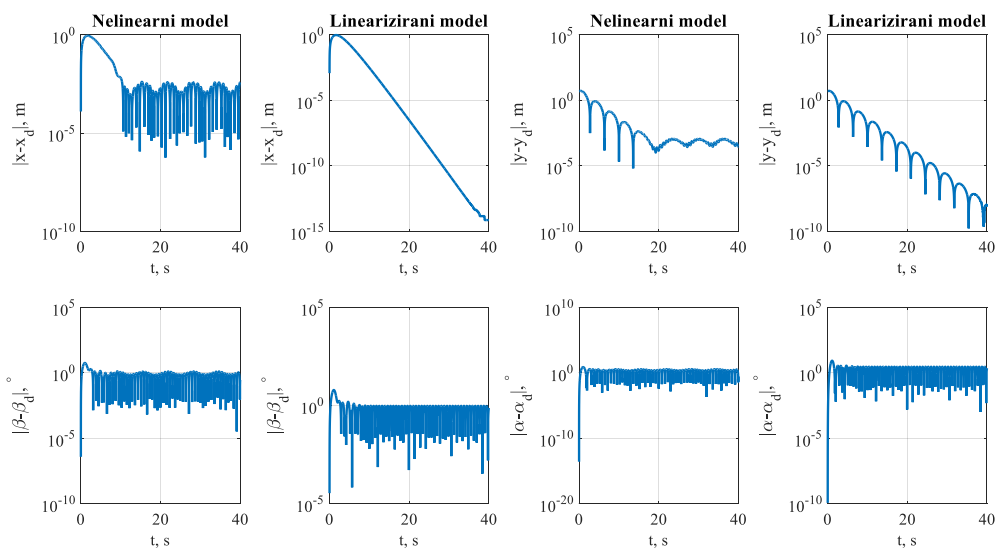 Nelinearni model
10^0
10^-5
10^-10
|x-x_d|, m
0 20 40
t, s
Linearizirani model
10^0
10^-5
10^-10
10^-15
|x-x_d|, m
0 20 40
t, s
Nelinearni model
10^5
10^0
10^-5
10^-10
|y-y_d|, m
0 20 40
t, s
Linearizirani model
10^5
10^0
10^-5
10^-10
|y-y_d|, m
0 20 40
t, s
10^5
10^0
10^-5
10^-10
|β-β_d|, °
0 20 40
t, s
10^5
10^0
10^-5
|β-β_d|, °
0 20 40
t, s
10^10
10^0
10^-10
10^-20
|α-α_d|, °
0 20 40
t, s
10^5
10^0
10^-5
10^-10
|α-α_d|, °
0 20 40
t, s